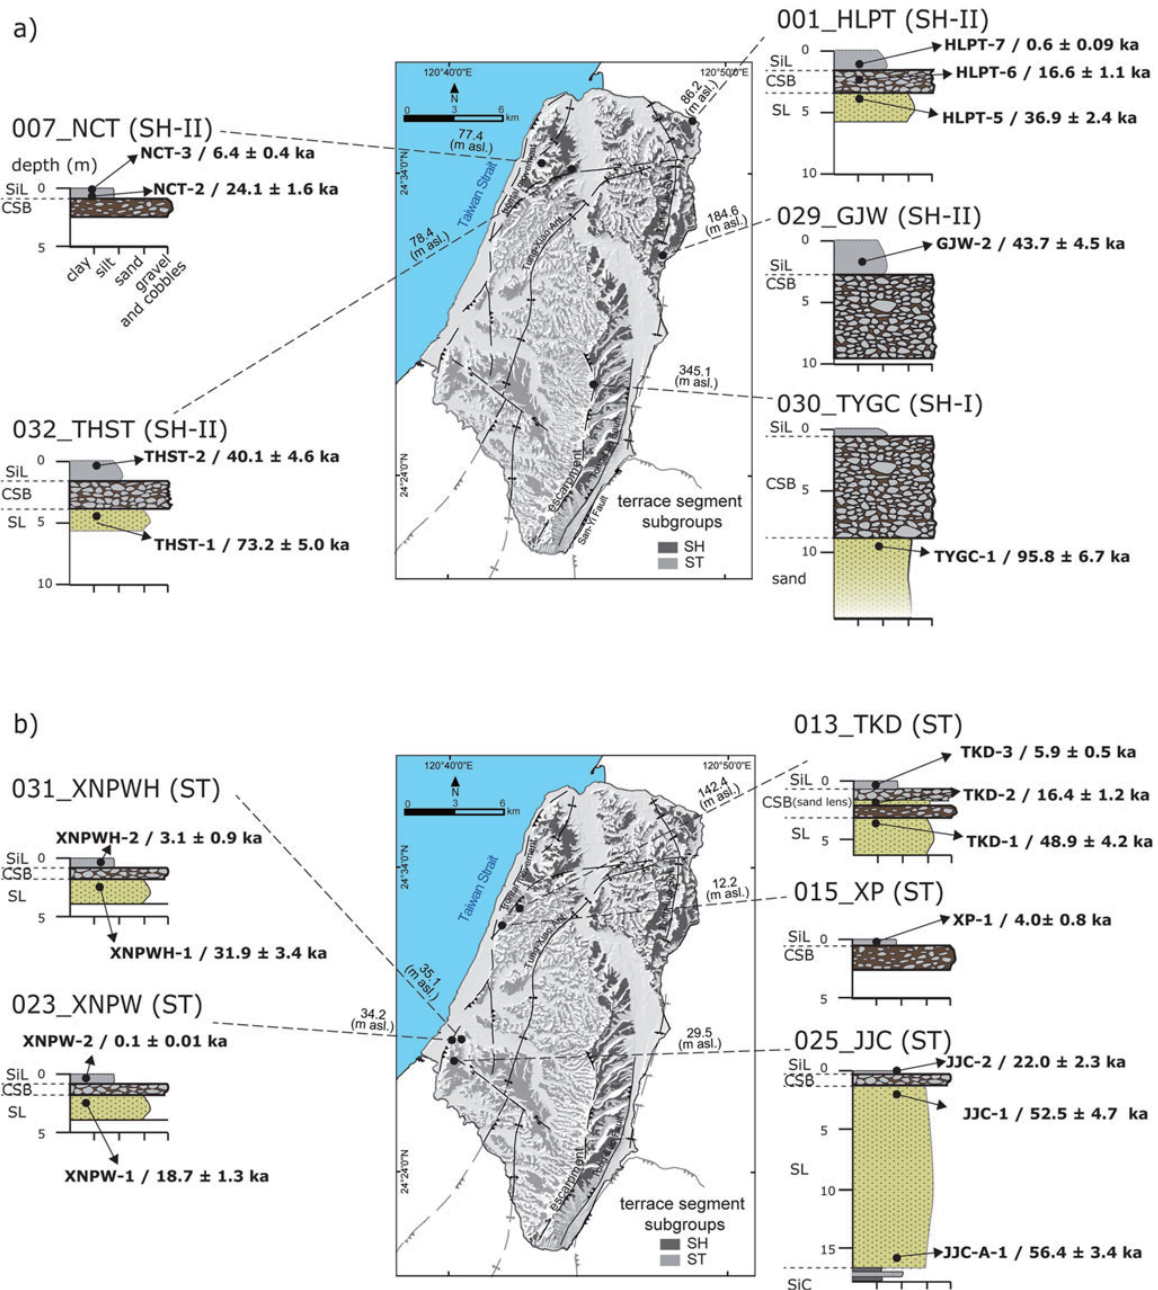 a)
007_NCT (SH-II)
depth (m)
NCT-3 / 6.4 ± 0.4 ka
NCT-2 / 24.1 ± 1.6 ka
SiL
0
CSB
5
clay
silt
sand
gravel
and cobbles
032_THST (SH-II)
0
THST-2 / 40.1 ± 4.6 ka
SiL
CSB
SL
5
THST-1 / 73.2 ± 5.0 ka
10
120°40'0"E
120°50'0"E
N
0 3 6
km
77.4
(m asl.)
86.2
(m asl.)
24°34'0"N
Taiwan Strait
78.4
(m asl.)
184.6
(m asl.)
345.1
(m asl.)
24°24'0"N
escarpment
San-Yi Fault
terrace segment
subgroups
SH
ST
001_HLPT (SH-II)
0
HLPT-7 / 0.6 ± 0.09 ka
SiL
HLPT-6 / 16.6 ± 1.1 ka
CSB
SL
5
HLPT-5 / 36.9 ± 2.4 ka
10
029_GJW (SH-II)
0
GJW-2 / 43.7 ± 4.5 ka
SiL
CSB
5
10
030_TYGC (SH-I)
SiL
0
CSB
5
10
TYGC-1 / 95.8 ± 6.7 ka
sand
b)
031_XNPWH (ST)
XNPWH-2 / 3.1 ± 0.9 ka
SiL
0
CSB
SL
5
XNPWH-1 / 31.9 ± 3.4 ka
023_XNPW (ST)
XNPW-2 / 0.1 ± 0.01 ka
SiL
0
CSB
SL
5
XNPW-1 / 18.7 ± 1.3 ka
120°40'0"E
120°50'0"E
N
0 3 6
km
142.4
(m asl.)
24°34'0"N
Taiwan Strait
12.2
(m asl.)
35.1
(m asl.)
34.2
(m asl.)
29.5
(m asl.)
24°24'0"N
escarpment
terrace segment
subgroups
SH
ST
013_TKD (ST)
TKD-3 / 5.9 ± 0.5 ka
SiL
0
TKD-2 / 16.4 ± 1.2 ka
CSB(sand lens)
SL
5
TKD-1 / 48.9 ± 4.2 ka
015_XP (ST)
XP-1 / 4.0± 0.8 ka
SiL
0
CSB
5
025_JJC (ST)
SiL
0
JJC-2 / 22.0 ± 2.3 ka
CSB
JJC-1 / 52.5 ± 4.7 ka
5
SL
10
15
JJC-A-1 / 56.4 ± 3.4 ka
SiC